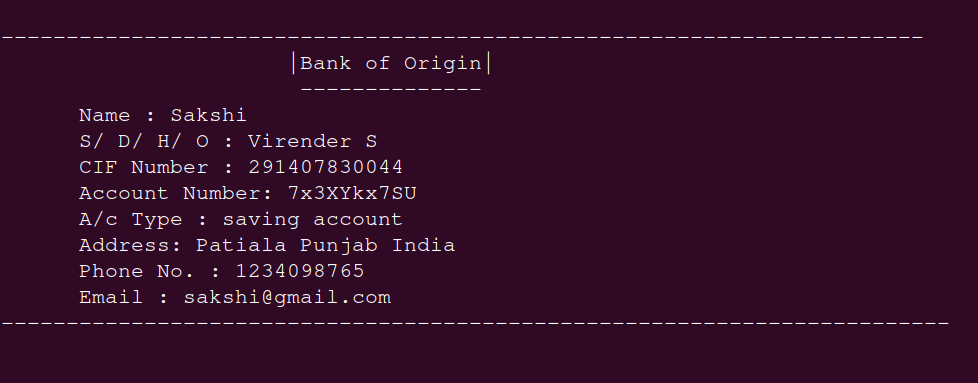 -----------------------------------------------------------------------
|Bank of Origin|
--------------
Name : Sakshi
S/ D/ H/ O : Virender S
CIF Number : 291407830044
Account Number: 7x3XYkx7SU
A/c Type : saving account
Address: Patiala Punjab India
Phone No. : 1234098765
Email : sakshi@gmail.com
-------------------------------------------------------------------------